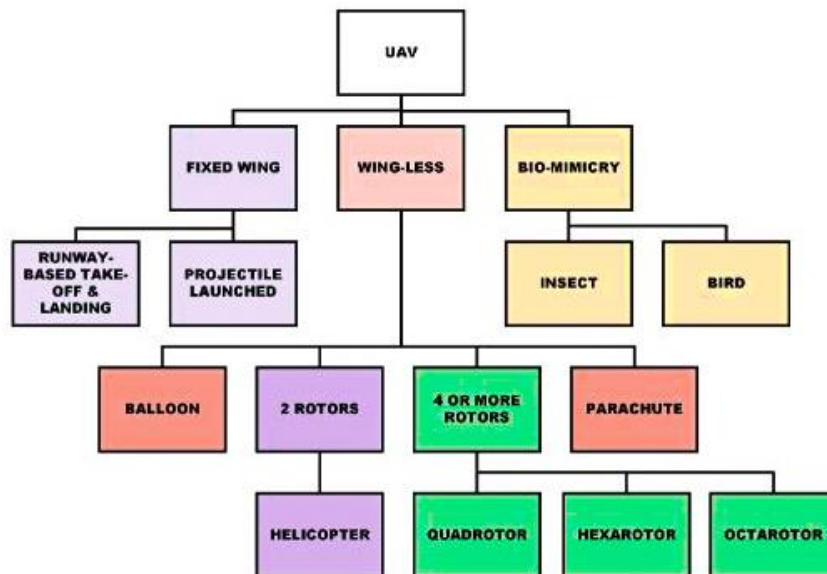 UAV
FIXED WING
WING-LESS
BIO-MIMICRY
RUNWAY-
BASED TAKE-
OFF &
LANDING
PROJECTILE
LAUNCHED
INSECT
BIRD
BALLOON
2 ROTORS
4 OR MORE
ROTORS
PARACHUTE
HELICOPTER
QUADROTOR
HEXAROTOR
OCTAROTOR